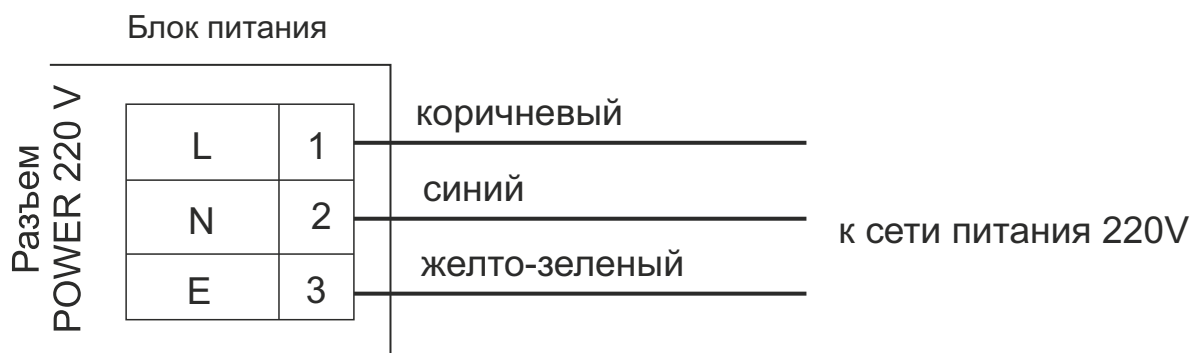 Блок питания
Разъем
POWER 220 V
L 1 коричневый
N 2 синий
E 3 желто-зеленый
к сети питания 220V